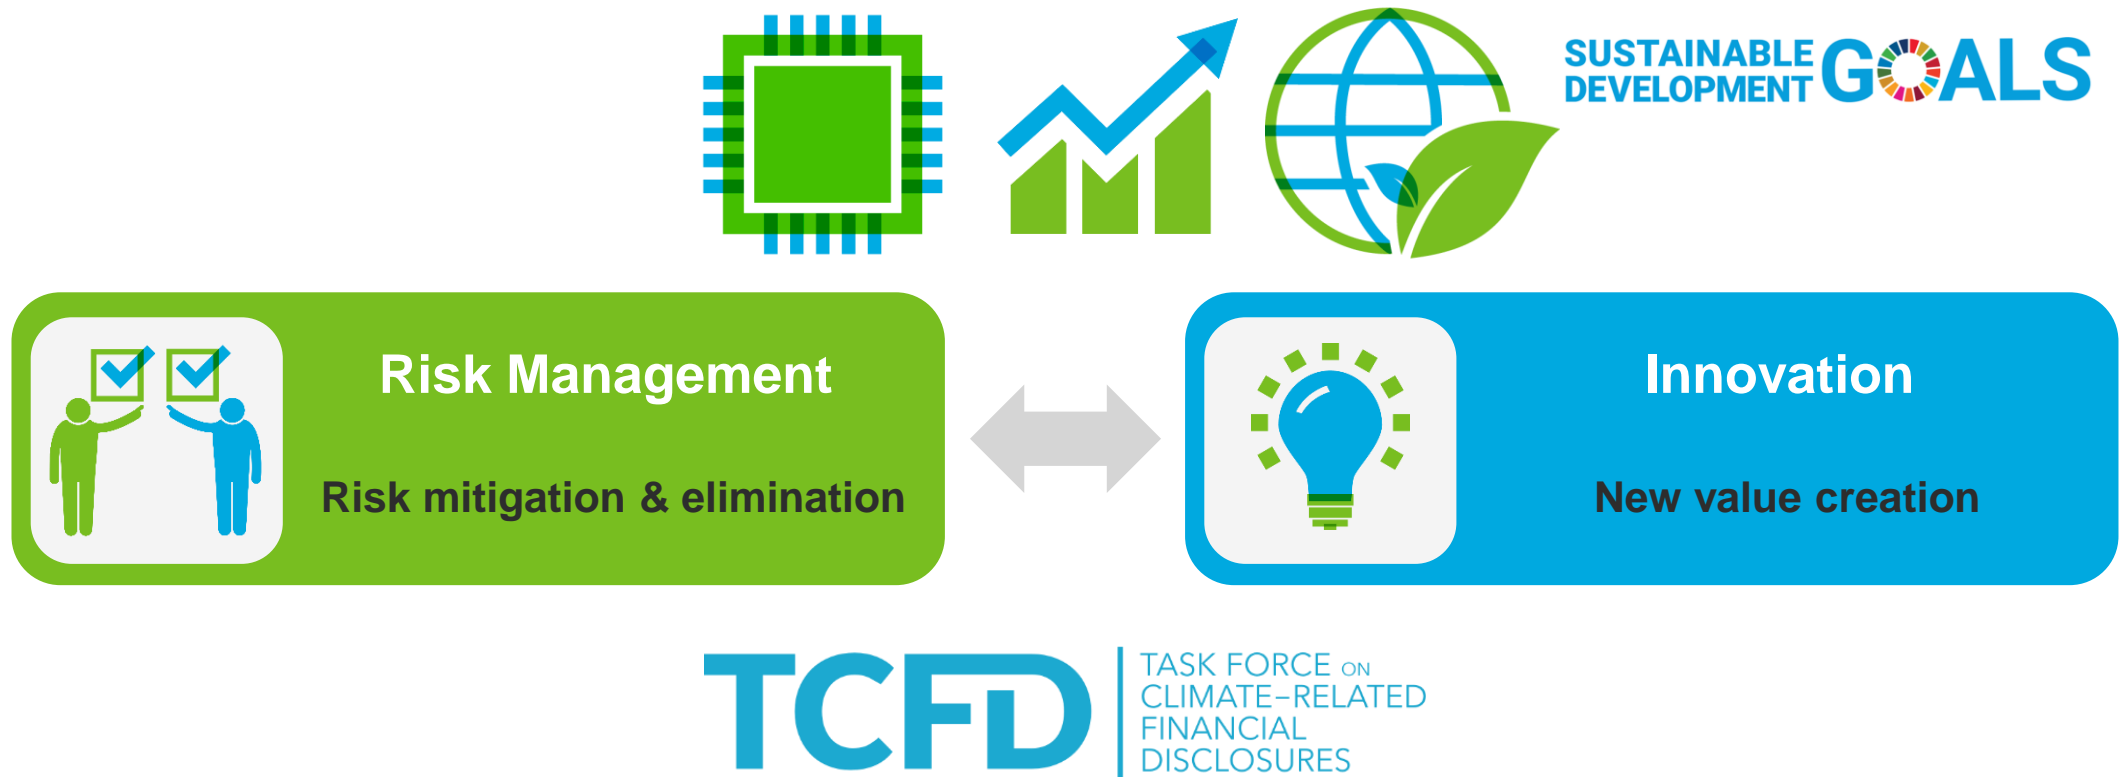 SUSTAINABLE
DEVELOPMENT
GOALS
Risk Management
Risk mitigation & elimination
Innovation
New value creation
TCFD
TASK FORCE ON
CLIMATE-RELATED
FINANCIAL
DISCLOSURES